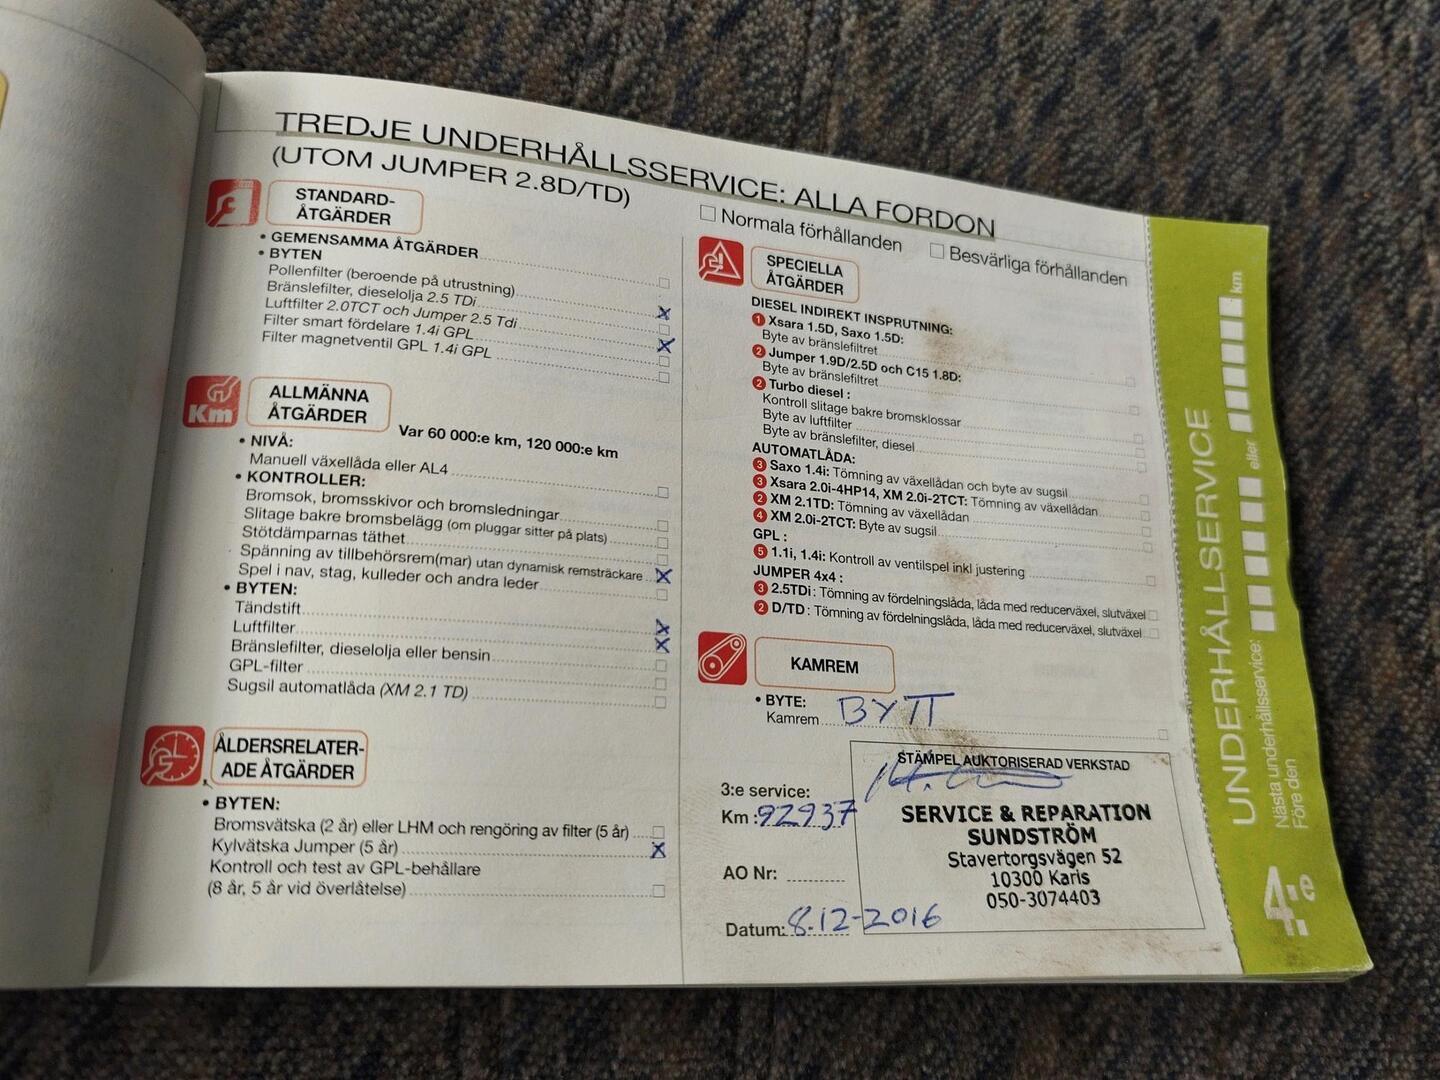 TREDJE UNDERHÅLLSSERVICE: ALLA FORDON
(UTOM JUMPER 2.8D/TD)
Normala förhållanden
Besvärliga förhållanden
STANDARD-
ÅTGÄRDER
• GEMENSAMMA ÅTGÄRDER
• BYTEN
Pollenfilter (beroende på utrustning)
Bränslefilter, dieselolja 2.5 TDi
Luftfilter 2.0TCT och Jumper 2.5 Tdi
Filter smart fördelare 1.4i GPL
Filter magnetventil GPL 1.4i GPL
Km
ALLMÄNNA
ÅTGÄRDER
Var 60 000:e km, 120 000:e km
• NIVÅ:
Manuell växellåda eller AL4
• KONTROLLER:
Bromsok, bromsskivor och bromsledningar
Slitage bakre bromsbelägg (om pluggar sitter på plats)
Stötdämparnas täthet
Spänning av tillbehörsrem(mar) utan dynamisk remsträckare
Spel i nav, stag, kulleder och andra leder
• BYTEN:
Tändstift
Luftfilter
Bränslefilter, dieselolja eller bensin
GPL-filter
Sugsil automatlåda (XM 2.1 TD)
ÅLDERSRELATER-
ADE ÅTGÄRDER
• BYTEN:
Bromsvätska (2 år) eller LHM och rengöring av filter (5 år)
Kylvätska Jumper (5 år)
Kontroll och test av GPL-behållare
(8 år, 5 år vid överlåtelse)
SPECIELLA
ÅTGÄRDER
DIESEL INDIREKT INSPRUTNING:
1 Xsara 1.5D, Saxo 1.5D:
Byte av bränslefiltret
2 Jumper 1.9D/2.5D och C15 1.8D:
Byte av bränslefiltret
2 Turbo diesel :
Kontroll slitage bakre bromsklossar
Byte av luftfilter
Byte av bränslefilter, diesel
AUTOMATLÅDA:
3 Saxo 1.4i: Tömning av växellådan och byte av sugsil
3 Xsara 2.0i-4HP14, XM 2.0i-2TCT: Tömning av växellådan
2 XM 2.1TD: Tömning av växellådan
4 XM 2.0i-2TCT: Byte av sugsil
GPL :
5 1.1i, 1.4i: Kontroll av ventilspel inkl justering
JUMPER 4x4 :
3 2.5TDi : Tömning av fördelningslåda, låda med reducerväxel, slutväxel
2 D/TD : Tömning av fördelningslåda, låda med reducerväxel, slutväxel
KAMREM
• BYTE:
Kamrem BYTT
STÄMPEL AUKTORISERAD VERKSTAD
3:e service:
Km : 92937
AO Nr:
Datum: 8.12-2016
SERVICE & REPARATION
SUNDSTRÖM
Stavertorgsvägen 52
10300 Karis
050-3074403
4:e
UNDERHÅLLSSERVICE
Nästa underhållsservice:
Före den
eller
km